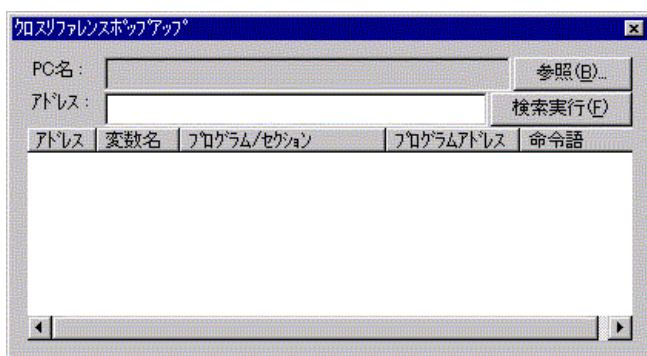 ｸﾛｽﾘﾌｧﾚﾝｽﾎﾟｯﾌﾟｱｯﾌﾟ
PC名： 参照(B)...
ｱﾄﾞﾚｽ： 検索実行(F)
ｱﾄﾞﾚｽ 変数名 ﾌﾟﾛｸﾞﾗﾑ/ｾｸｼｮﾝ ﾌﾟﾛｸﾞﾗﾑｱﾄﾞﾚｽ 命令語